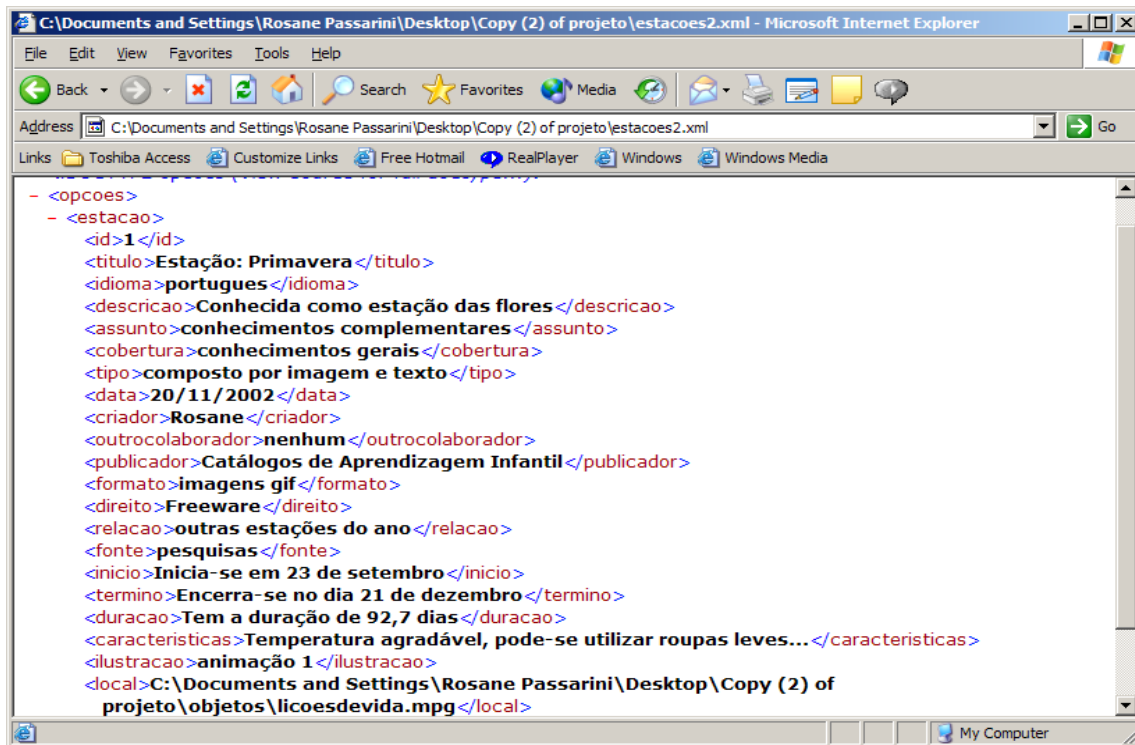 C:\Documents and Settings\Rosane Passarini\Desktop\Copy (2) of projeto\estacoes2.xml - Microsoft Internet Explorer
File Edit View Favorites Tools Help
Back Search Favorites Media
Address C:\Documents and Settings\Rosane Passarini\Desktop\Copy (2) of projeto\estacoes2.xml Go
Links Toshiba Access Customize Links Free Hotmail RealPlayer Windows Windows Media
- <opcoes>
- <estacao>
<id>1</id>
<titulo>Estação: Primavera</titulo>
<idioma>portugues</idioma>
<descricao>Conhecida como estação das flores</descricao>
<assunto>conhecimentos complementares</assunto>
<cobertura>conhecimentos gerais</cobertura>
<tipo>composto por imagem e texto</tipo>
<data>20/11/2002</data>
<criador>Rosane</criador>
<outrocolaborador>nenhum</outrocolaborador>
<publicador>Catálogos de Aprendizagem Infantil</publicador>
<formato>imagens gif</formato>
<direito>Freeware</direito>
<relacao>outras estações do ano</relacao>
<fonte>pesquisas</fonte>
<inicio>Inicia-se em 23 de setembro</inicio>
<termino>Encerra-se no dia 21 de dezembro</termino>
<duracao>Tem a duração de 92,7 dias</duracao>
<caracteristicas>Temperatura agradável, pode-se utilizar roupas leves...</caracteristicas>
<ilustracao>animação 1</ilustracao>
<local>C:\Documents and Settings\Rosane Passarini\Desktop\Copy (2) of
projeto\objetos\licoesdevida.mpg</local>
My Computer